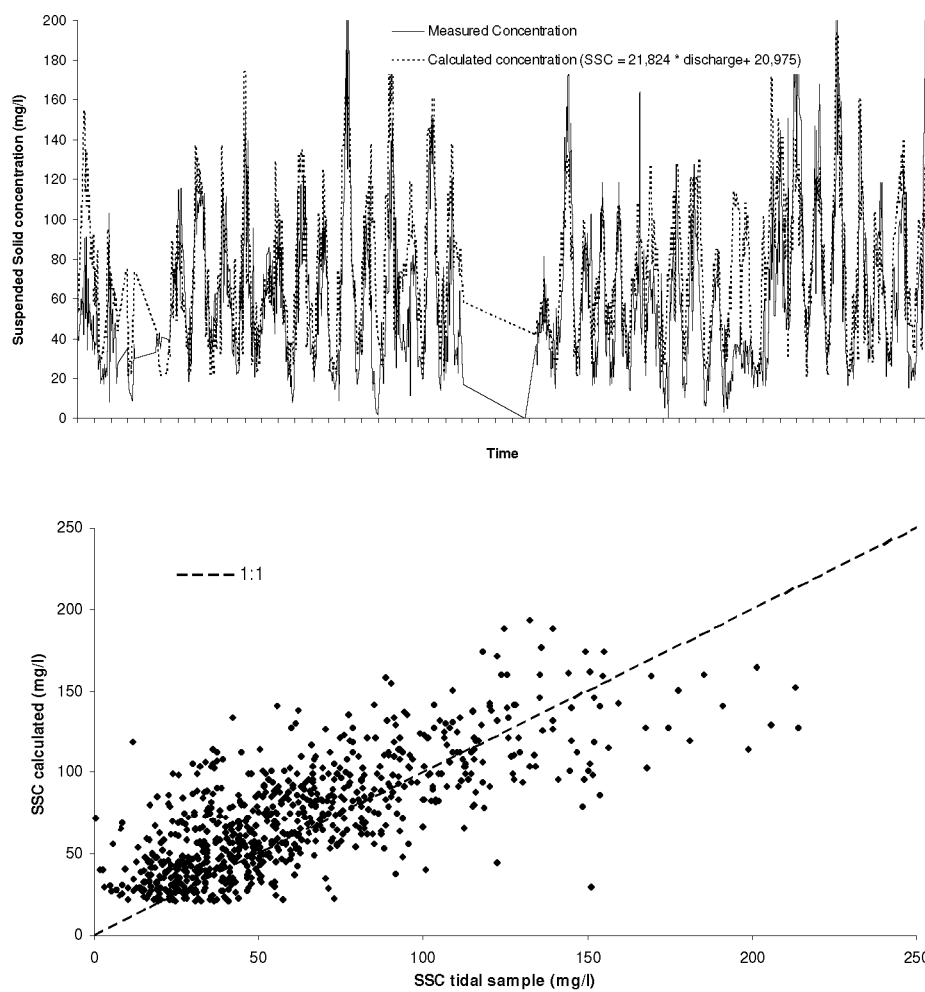 200
180
160
140
120
100
80
60
40
20
0
Suspended Solid concentration (mg/l)
Measured Concentration
Calculated concentration (SSC = 21,824 * discharge+ 20,975)
Time
250
200
150
100
50
0
SSC calculated (mg/l)
1:1
0 50 100 150 200 250
SSC tidal sample (mg/l)